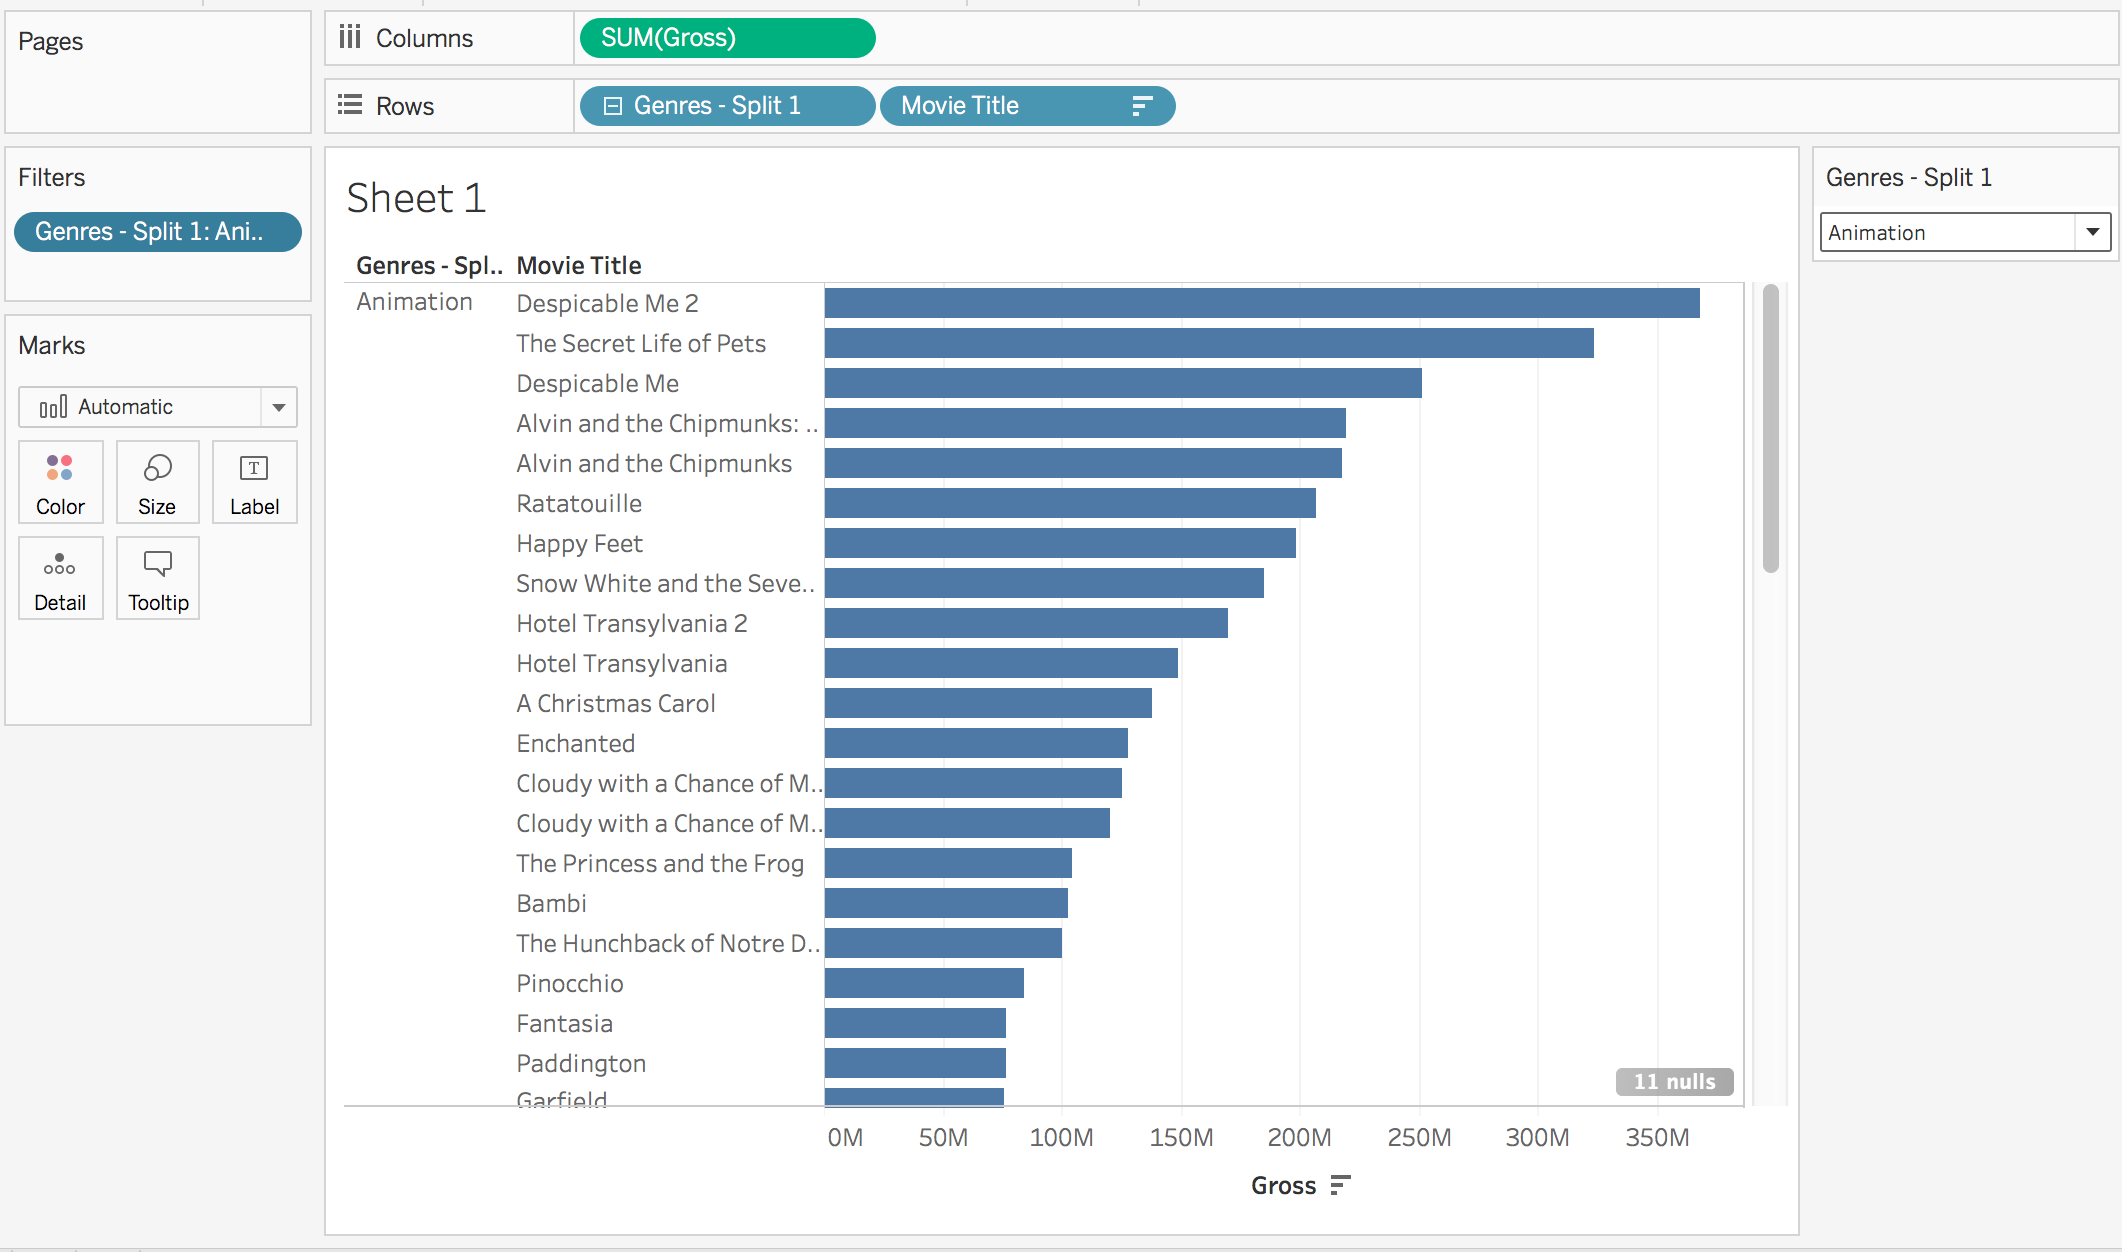 Pages
Columns
SUM(Gross)
Rows
Genres - Split 1
Movie Title
Filters
Genres - Split 1: Ani..
Marks
Automatic
Color
Size
T
Label
Detail
Tooltip
Sheet 1
Genres - Spl..
Movie Title
Animation
Despicable Me 2
The Secret Life of Pets
Despicable Me
Alvin and the Chipmunks: ..
Alvin and the Chipmunks
Ratatouille
Happy Feet
Snow White and the Seve..
Hotel Transylvania 2
Hotel Transylvania
A Christmas Carol
Enchanted
Cloudy with a Chance of M..
Cloudy with a Chance of M..
The Princess and the Frog
Bambi
The Hunchback of Notre D..
Pinocchio
Fantasia
Paddington
Garfield
11 nulls
0M 50M 100M 150M 200M 250M 300M 350M
Gross
Genres - Split 1
Animation